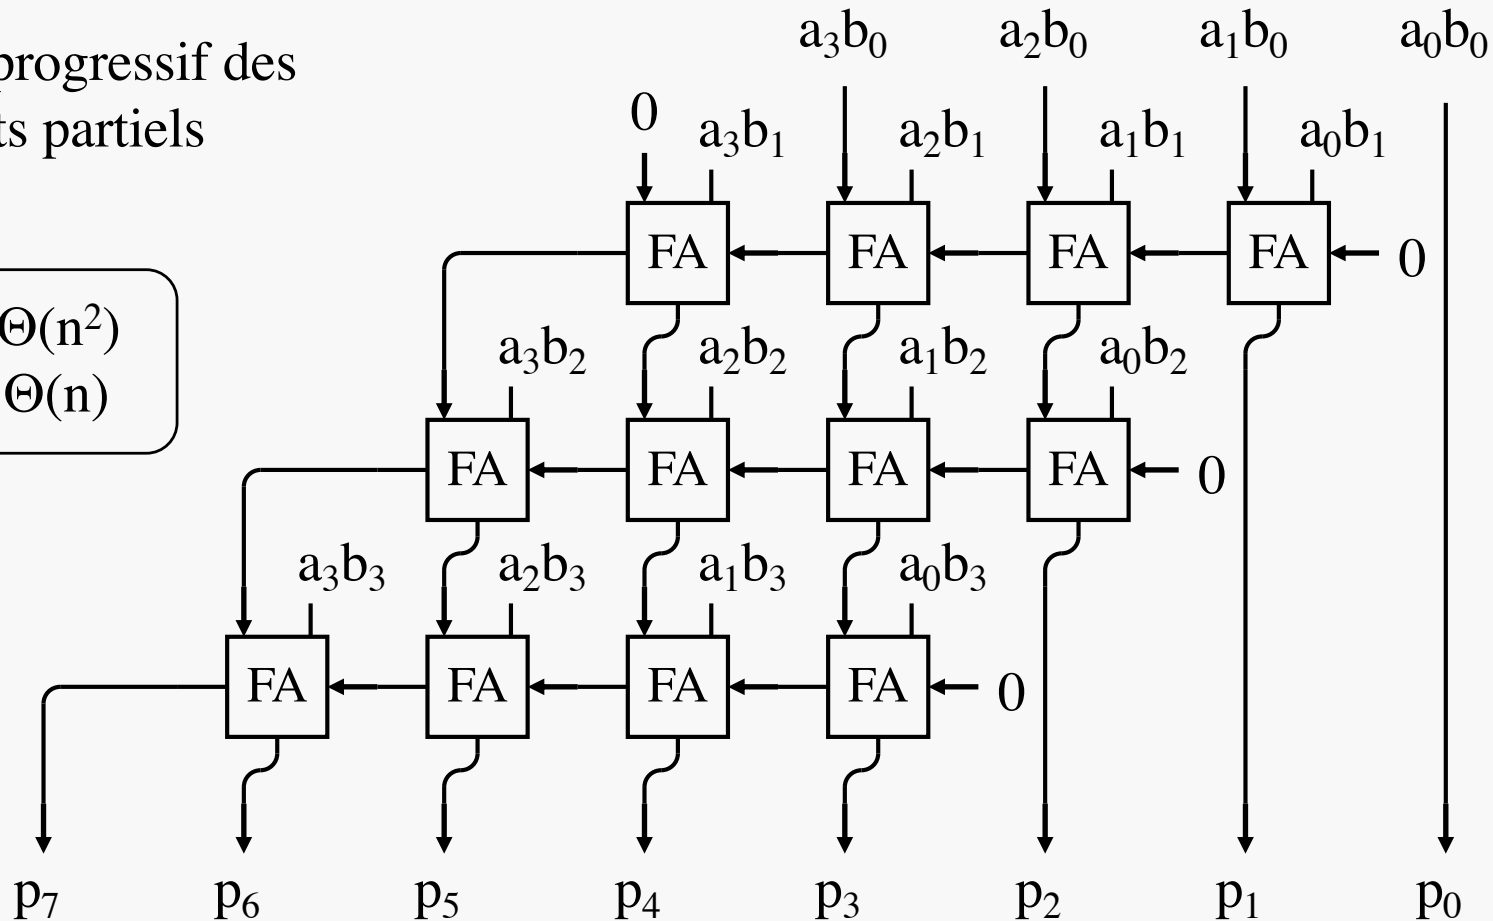 a₃b₀ a₂b₀ a₁b₀ a₀b₀
progressif des
0 a₃b₁ a₂b₁ a₁b₁ a₀b₁
partiels
FA FA FA FA 0
Θ(n²)
a₃b₂ a₂b₂ a₁b₂ a₀b₂
Θ(n)
FA FA FA FA 0
a₃b₃ a₂b₃ a₁b₃ a₀b₃
FA FA FA FA 0
p₇ p₆ p₅ p₄ p₃ p₂ p₁ p₀